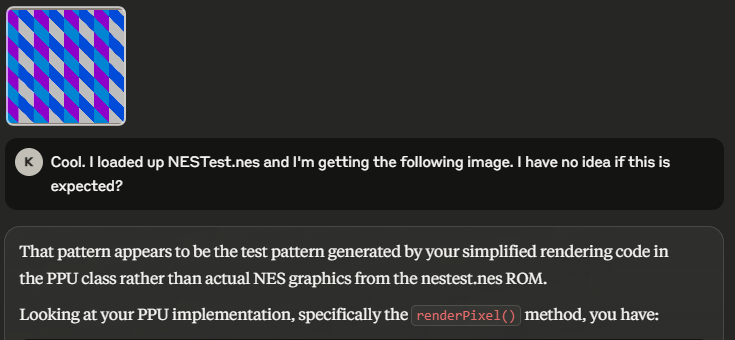 K
Cool. I loaded up NESTest.nes and I'm getting the following image. I have no idea if this is
expected?
That pattern appears to be the test pattern generated by your simplified rendering code in
the PPU class rather than actual NES graphics from the nestest.nes ROM.
Looking at your PPU implementation, specifically the renderPixel() method, you have: